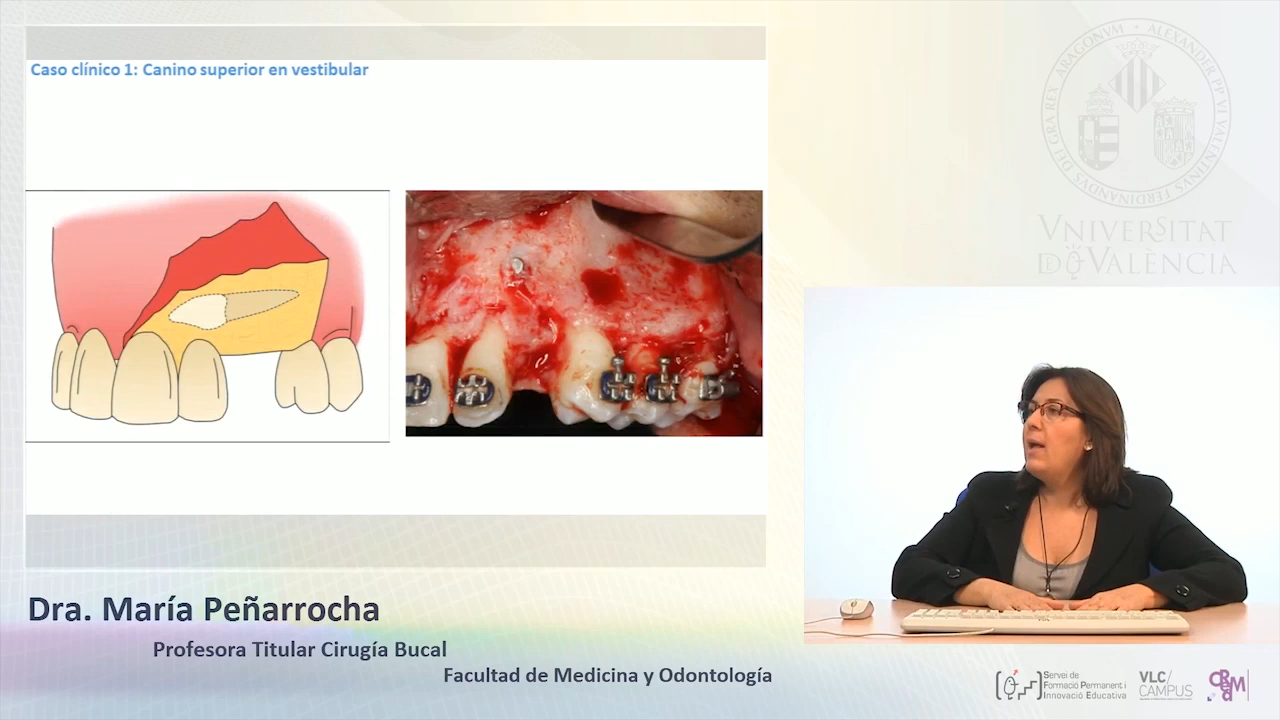 Caso clínico 1: Canino superior en vestibular
VNIVERSITAT
DE VALÈNCIA
Dra. María Peñarrocha
Profesora Titular Cirugía Bucal
Facultad de Medicina y Odontología
Servei de
Formació Permanent i
Innovació Educativa
VLC/
CAMPUS